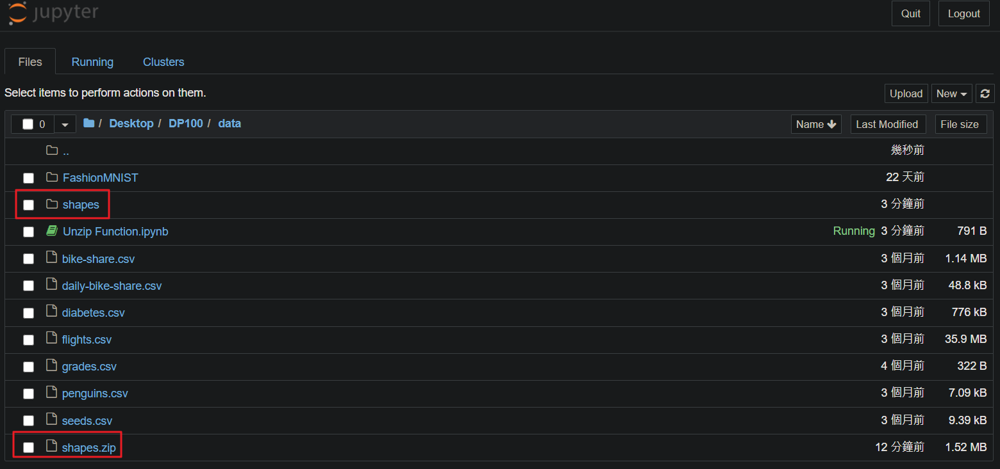 jupyter Quit Logout
Files Running Clusters
Select items to perform actions on them. Upload New
0 / Desktop / DP100 / data Name Last Modified File size
.. 幾秒前
FashionMNIST 22 天前
shapes 3 分鐘前
Unzip Function.ipynb Running 3 分鐘前 791 B
bike-share.csv 3 個月前 1.14 MB
daily-bike-share.csv 3 個月前 48.8 kB
diabetes.csv 3 個月前 776 kB
flights.csv 3 個月前 35.9 MB
grades.csv 4 個月前 322 B
penguins.csv 3 個月前 7.09 kB
seeds.csv 3 個月前 9.39 kB
shapes.zip 12 分鐘前 1.52 MB